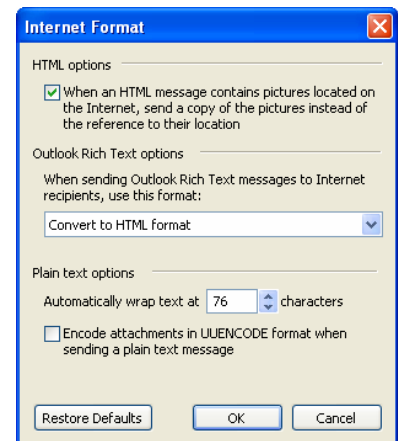 Internet Format
HTML options
When an HTML message contains pictures located on
the Internet, send a copy of the pictures instead of
the reference to their location
Outlook Rich Text options
When sending Outlook Rich Text messages to Internet
recipients, use this format:
Convert to HTML format
Plain text options
Automatically wrap text at 76 characters
Encode attachments in UUENCODE format when
sending a plain text message
Restore Defaults OK Cancel